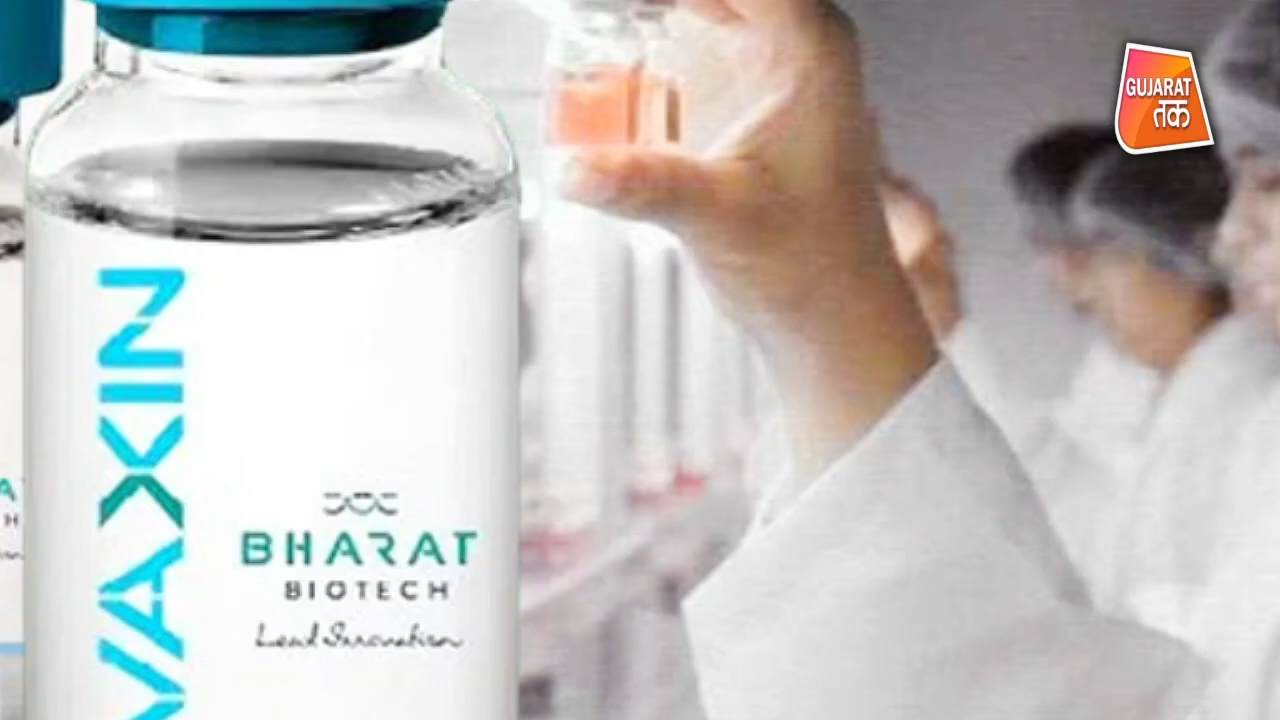 GUJARAT
तक
VAXIN
BHARAT
BIOTECH
Lead Innovation